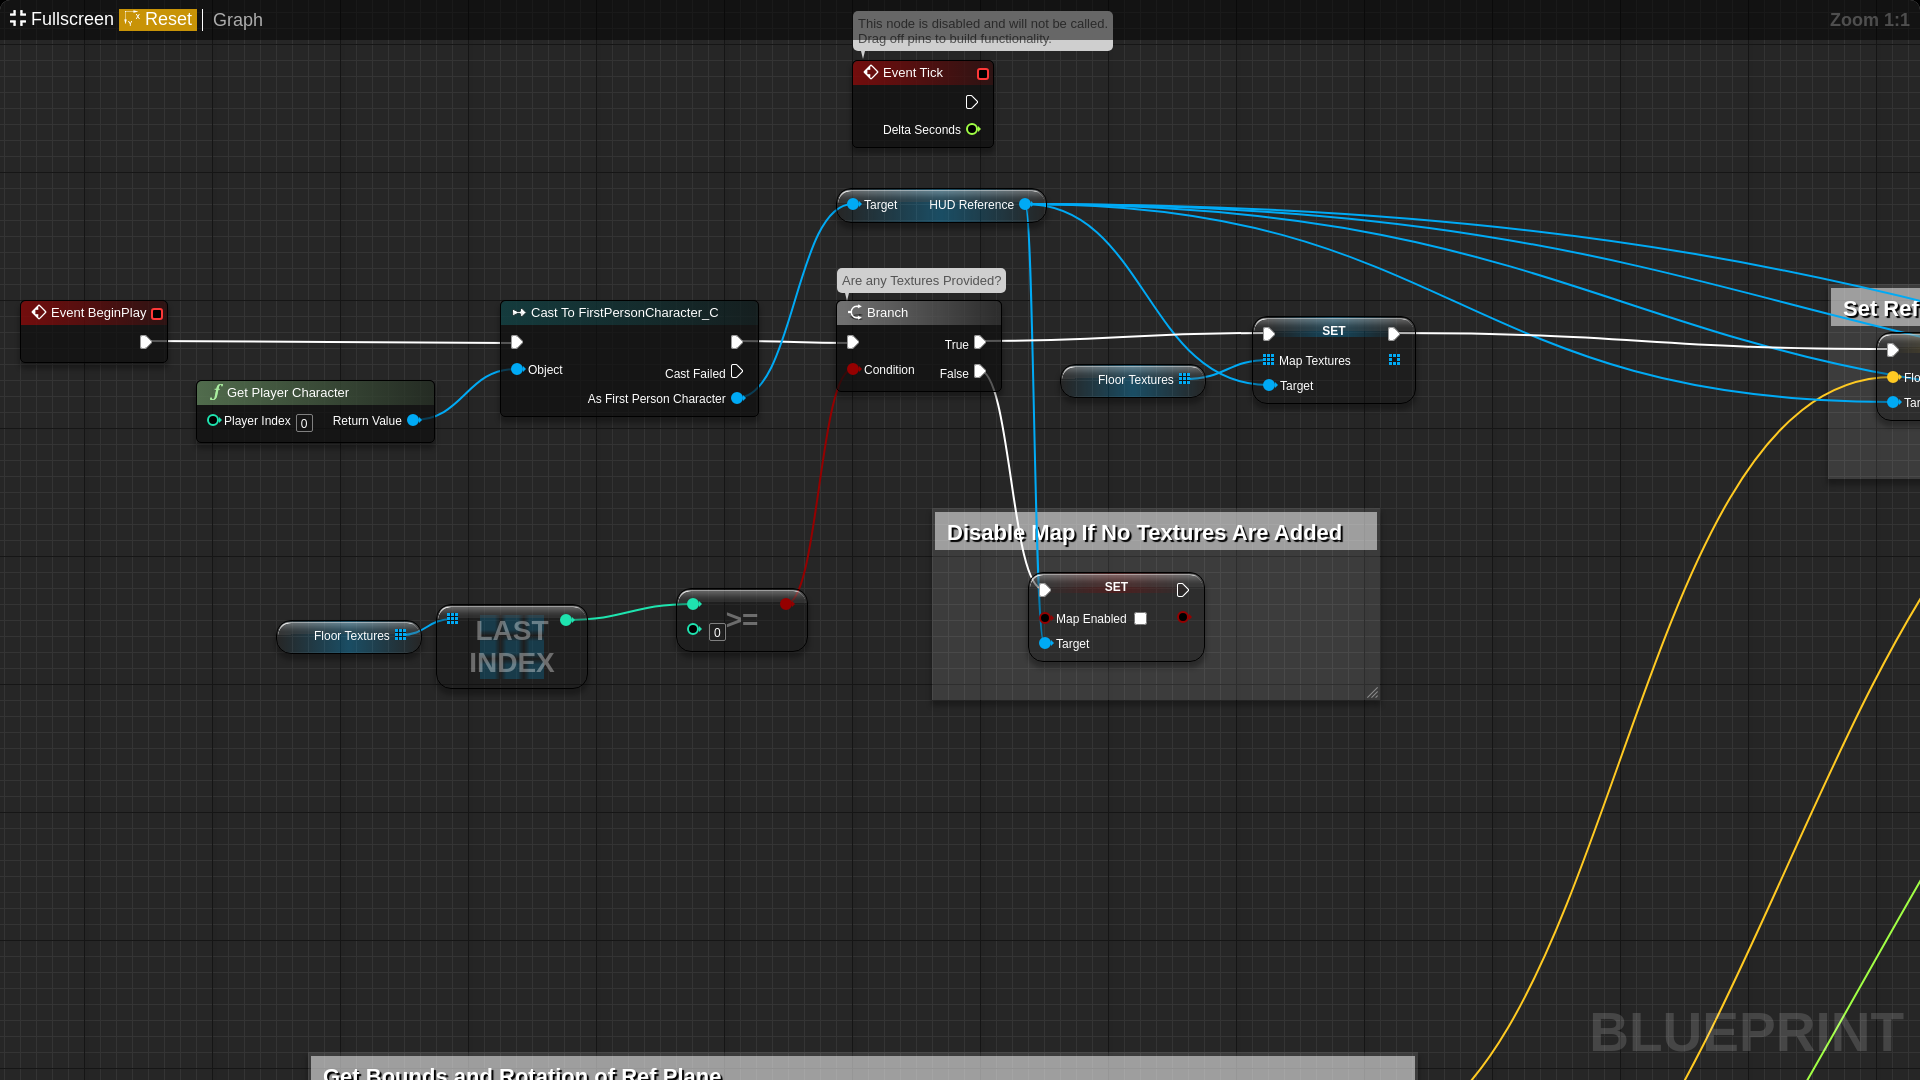 Fullscreen Reset Graph
Zoom 1:1
This node is disabled and will not be called.
Drag off pins to build functionality.
Event Tick
Delta Seconds
Target HUD Reference
Are any Textures Provided?
Event BeginPlay
Cast To FirstPersonCharacter_C
Object
Cast Failed
As First Person Character
Branch
True
Condition
False
SET
Map Textures
Target
Floor Textures
Set Ref
Flo
Tar
Get Player Character
Player Index 0 Return Value
Disable Map If No Textures Are Added
SET
Map Enabled
Target
Floor Textures
LAST
INDEX
>=
0
BLUEPRINT
Get Bounds and Rotation of Ref Plane